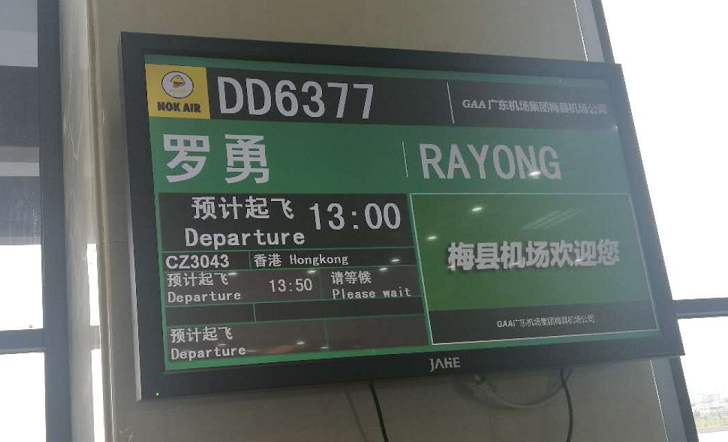 NOK AIR
DD6377
GAA 广东机场集团梅县机场公司
罗勇
RAYONG
预计起飞 13:00
Departure
CZ3043 香港 Hongkong
预计起飞 13:50 请等候
Departure Please wait
预计起飞
Departure
梅县机场欢迎您
GAA广东机场集团梅县机场公司
JAHE